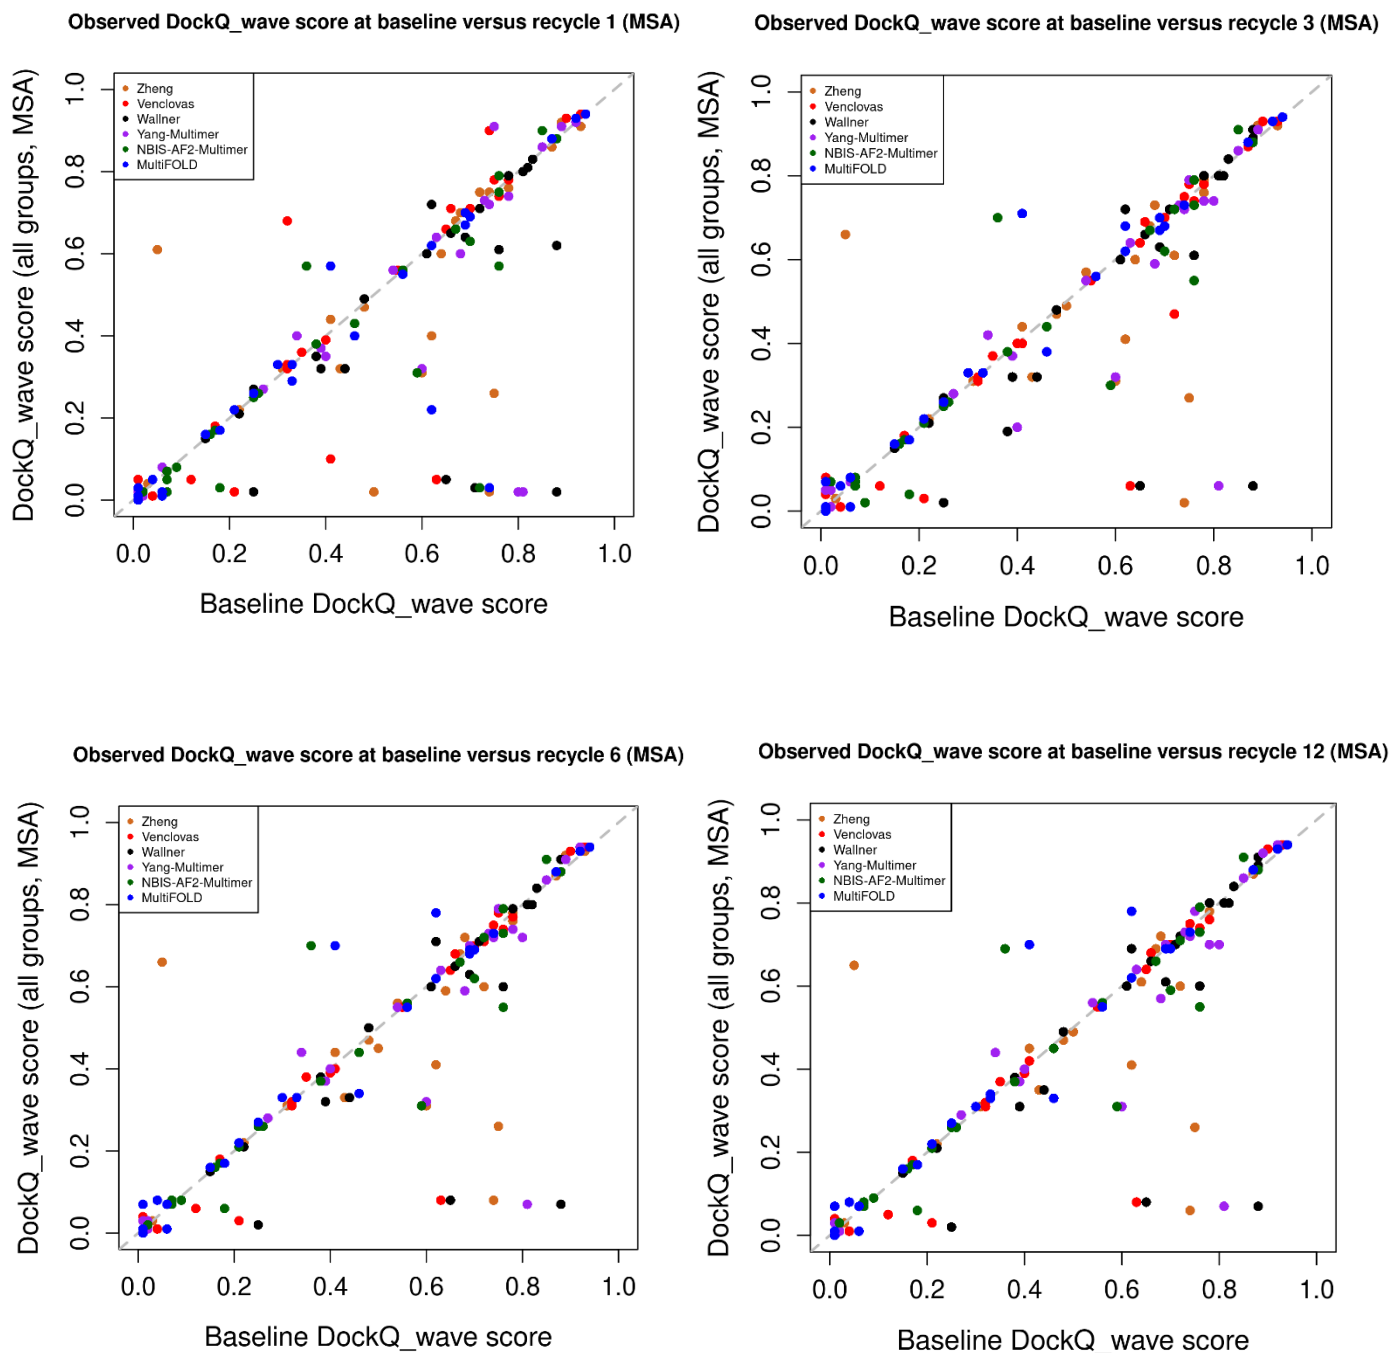 Observed DockQ_wave score at baseline versus recycle 1 (MSA)
DockQ_wave score (all groups, MSA)
1.0
0.8
0.6
0.4
0.2
0.0
Zheng
Venclovas
Wallner
Yang-Multimer
NBIS-AF2-Multimer
MultiFOLD
0.0 0.2 0.4 0.6 0.8 1.0
Baseline DockQ_wave score
Observed DockQ_wave score at baseline versus recycle 3 (MSA)
DockQ_wave score (all groups, MSA)
1.0
0.8
0.6
0.4
0.2
0.0
Zheng
Venclovas
Wallner
Yang-Multimer
NBIS-AF2-Multimer
MultiFOLD
0.0 0.2 0.4 0.6 0.8 1.0
Baseline DockQ_wave score
Observed DockQ_wave score at baseline versus recycle 6 (MSA)
DockQ_wave score (all groups, MSA)
1.0
0.8
0.6
0.4
0.2
0.0
Zheng
Venclovas
Wallner
Yang-Multimer
NBIS-AF2-Multimer
MultiFOLD
0.0 0.2 0.4 0.6 0.8 1.0
Baseline DockQ_wave score
Observed DockQ_wave score at baseline versus recycle 12 (MSA)
DockQ_wave score (all groups, MSA)
1.0
0.8
0.6
0.4
0.2
0.0
Zheng
Venclovas
Wallner
Yang-Multimer
NBIS-AF2-Multimer
MultiFOLD
0.0 0.2 0.4 0.6 0.8 1.0
Baseline DockQ_wave score